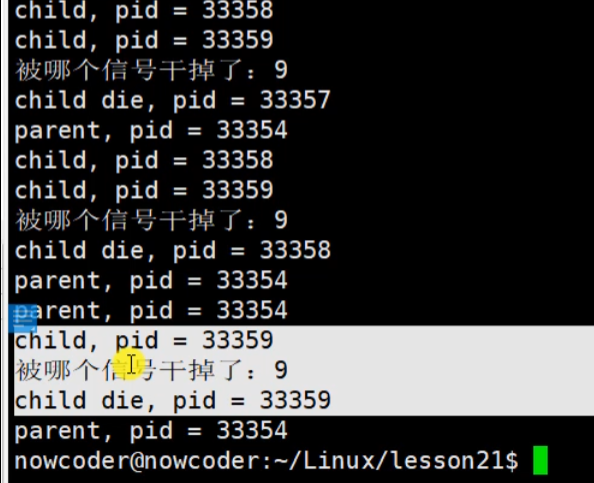 child, pid = 33358
child, pid = 33359
被哪个信号干掉了：9
child die, pid = 33357
parent, pid = 33354
child, pid = 33358
child, pid = 33359
被哪个信号干掉了：9
child die, pid = 33358
parent, pid = 33354
parent, pid = 33354
child, pid = 33359
被哪个信号干掉了：9
child die, pid = 33359
parent, pid = 33354
nowcoder@nowcoder:~/Linux/lesson21$